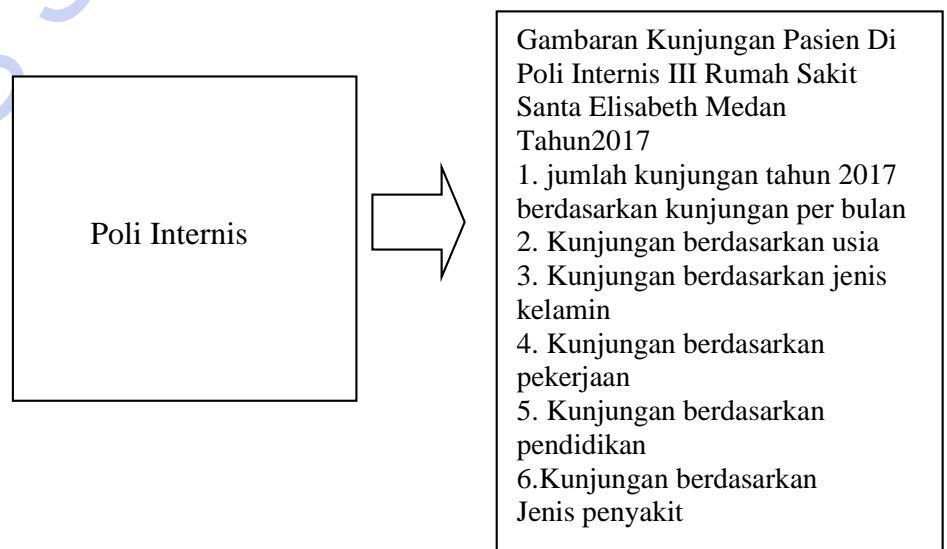 Poli Internis
Gambaran Kunjungan Pasien Di
Poli Internis III Rumah Sakit
Santa Elisabeth Medan
Tahun2017
1. jumlah kunjungan tahun 2017
berdasarkan kunjungan per bulan
2. Kunjungan berdasarkan usia
3. Kunjungan berdasarkan jenis
kelamin
4. Kunjungan berdasarkan
pekerjaan
5. Kunjungan berdasarkan
pendidikan
6.Kunjungan berdasarkan
Jenis penyakit